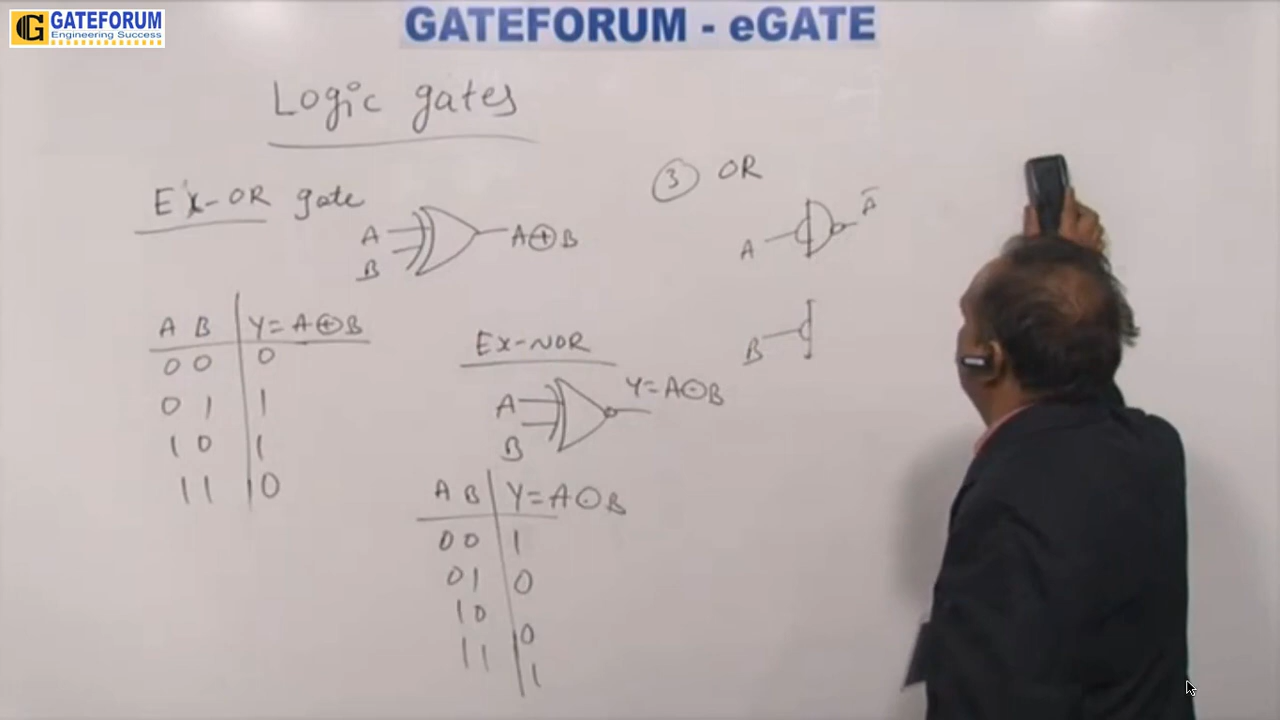 GATEFORUM
Engineering Success
GATEFORUM - eGATE
Logic gates
Ex-OR gate
A
B
A⊕B
A B Y=A⊕B
0 0 0
0 1 1
1 0 1
1 1 0
Ex-NOR
A
B
Y=A⊙B
A B Y=A⊙B
0 0 1
0 1 0
1 0 0
1 1 1
3 OR
A
Ā
B